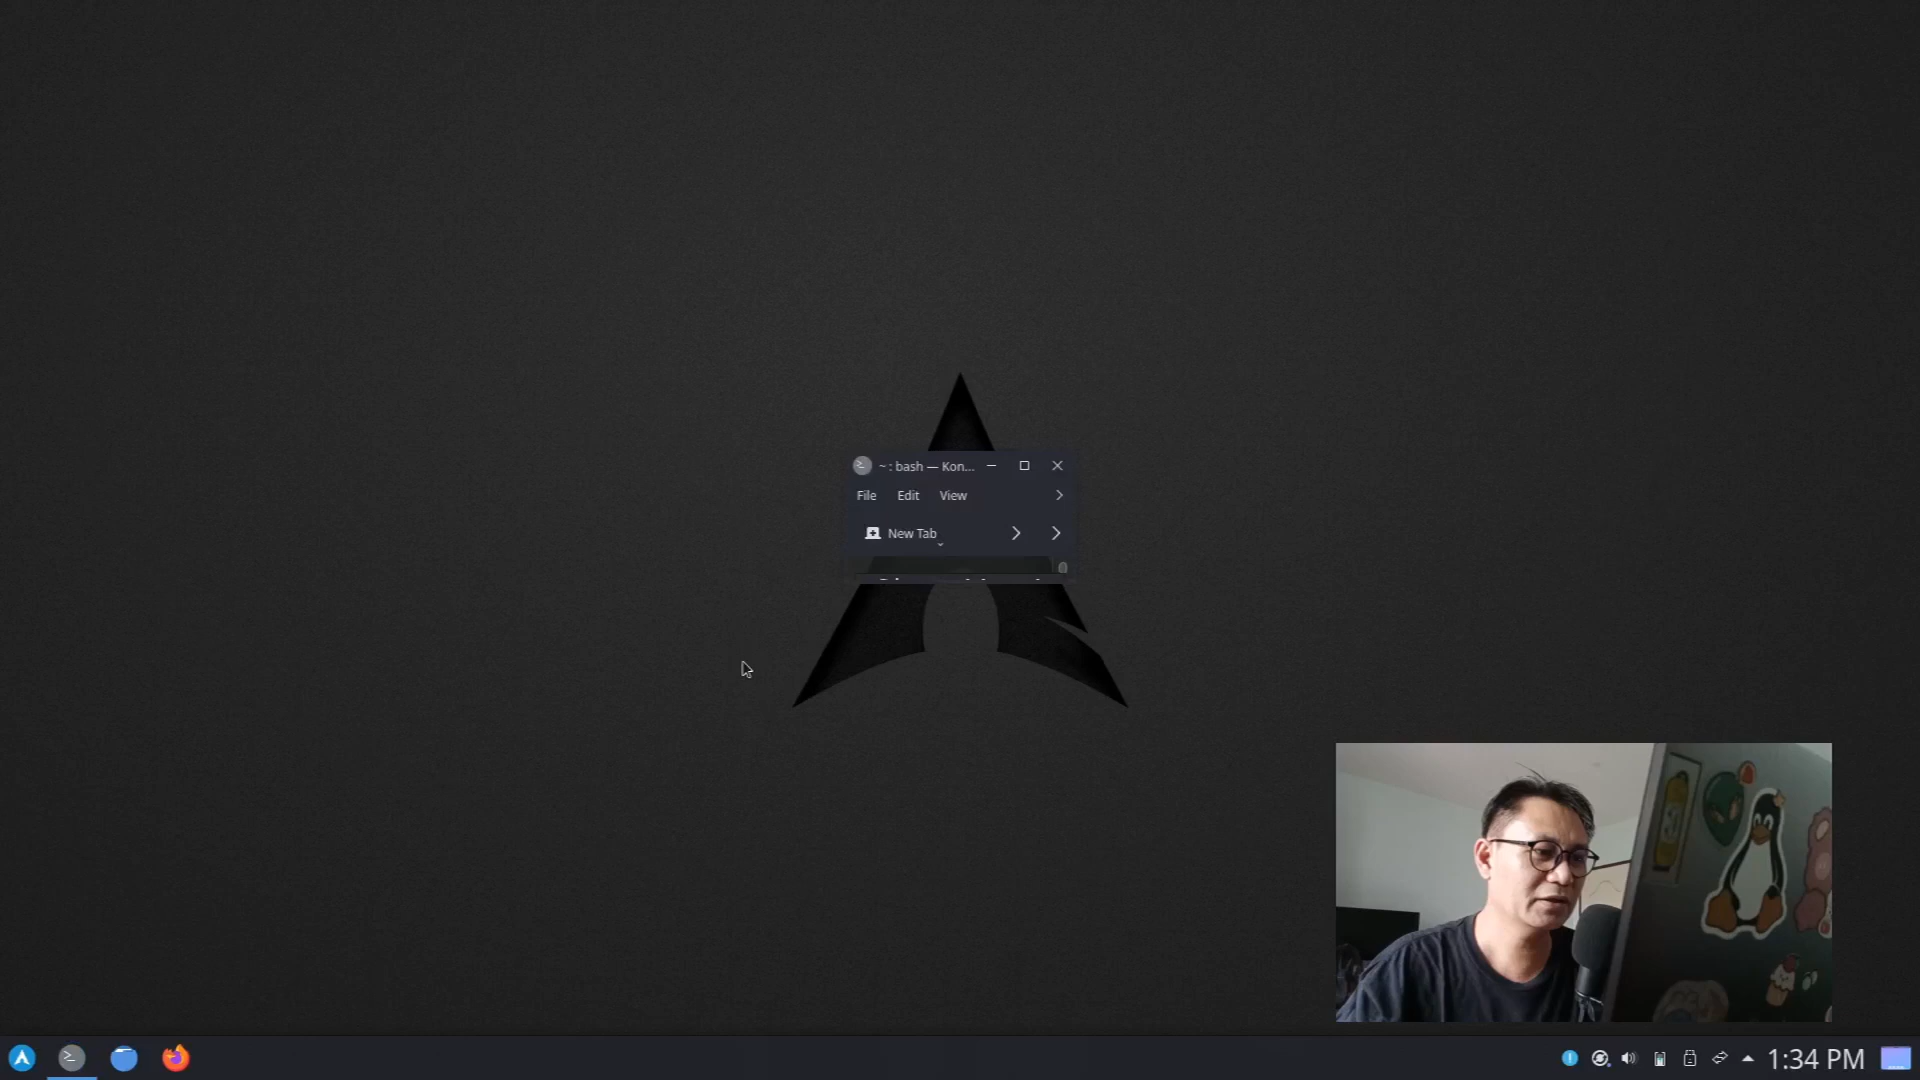 ~ : bash — Kon...
File Edit View
New Tab
1:34 PM